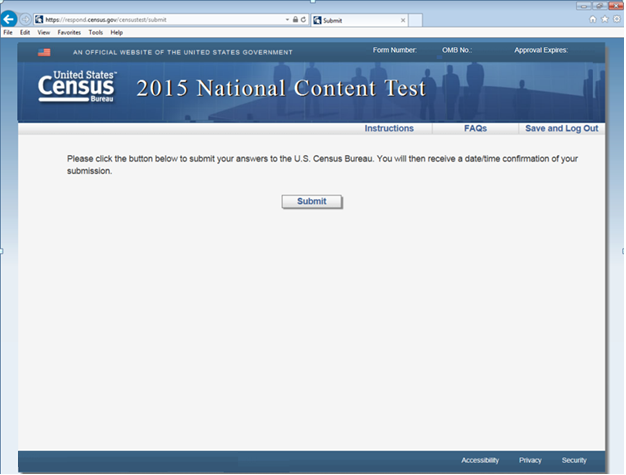 https://respond.census.gov/censustest/submit
Submit
File Edit View Favorites Tools Help
AN OFFICIAL WEBSITE OF THE UNITED STATES GOVERNMENT
Form Number: OMB No.: Approval Expires:
United States™
Census
Bureau
2015 National Content Test
Instructions FAQs Save and Log Out
Please click the button below to submit your answers to the U.S. Census Bureau. You will then receive a date/time confirmation of your
submission.
Submit
Accessibility Privacy Security